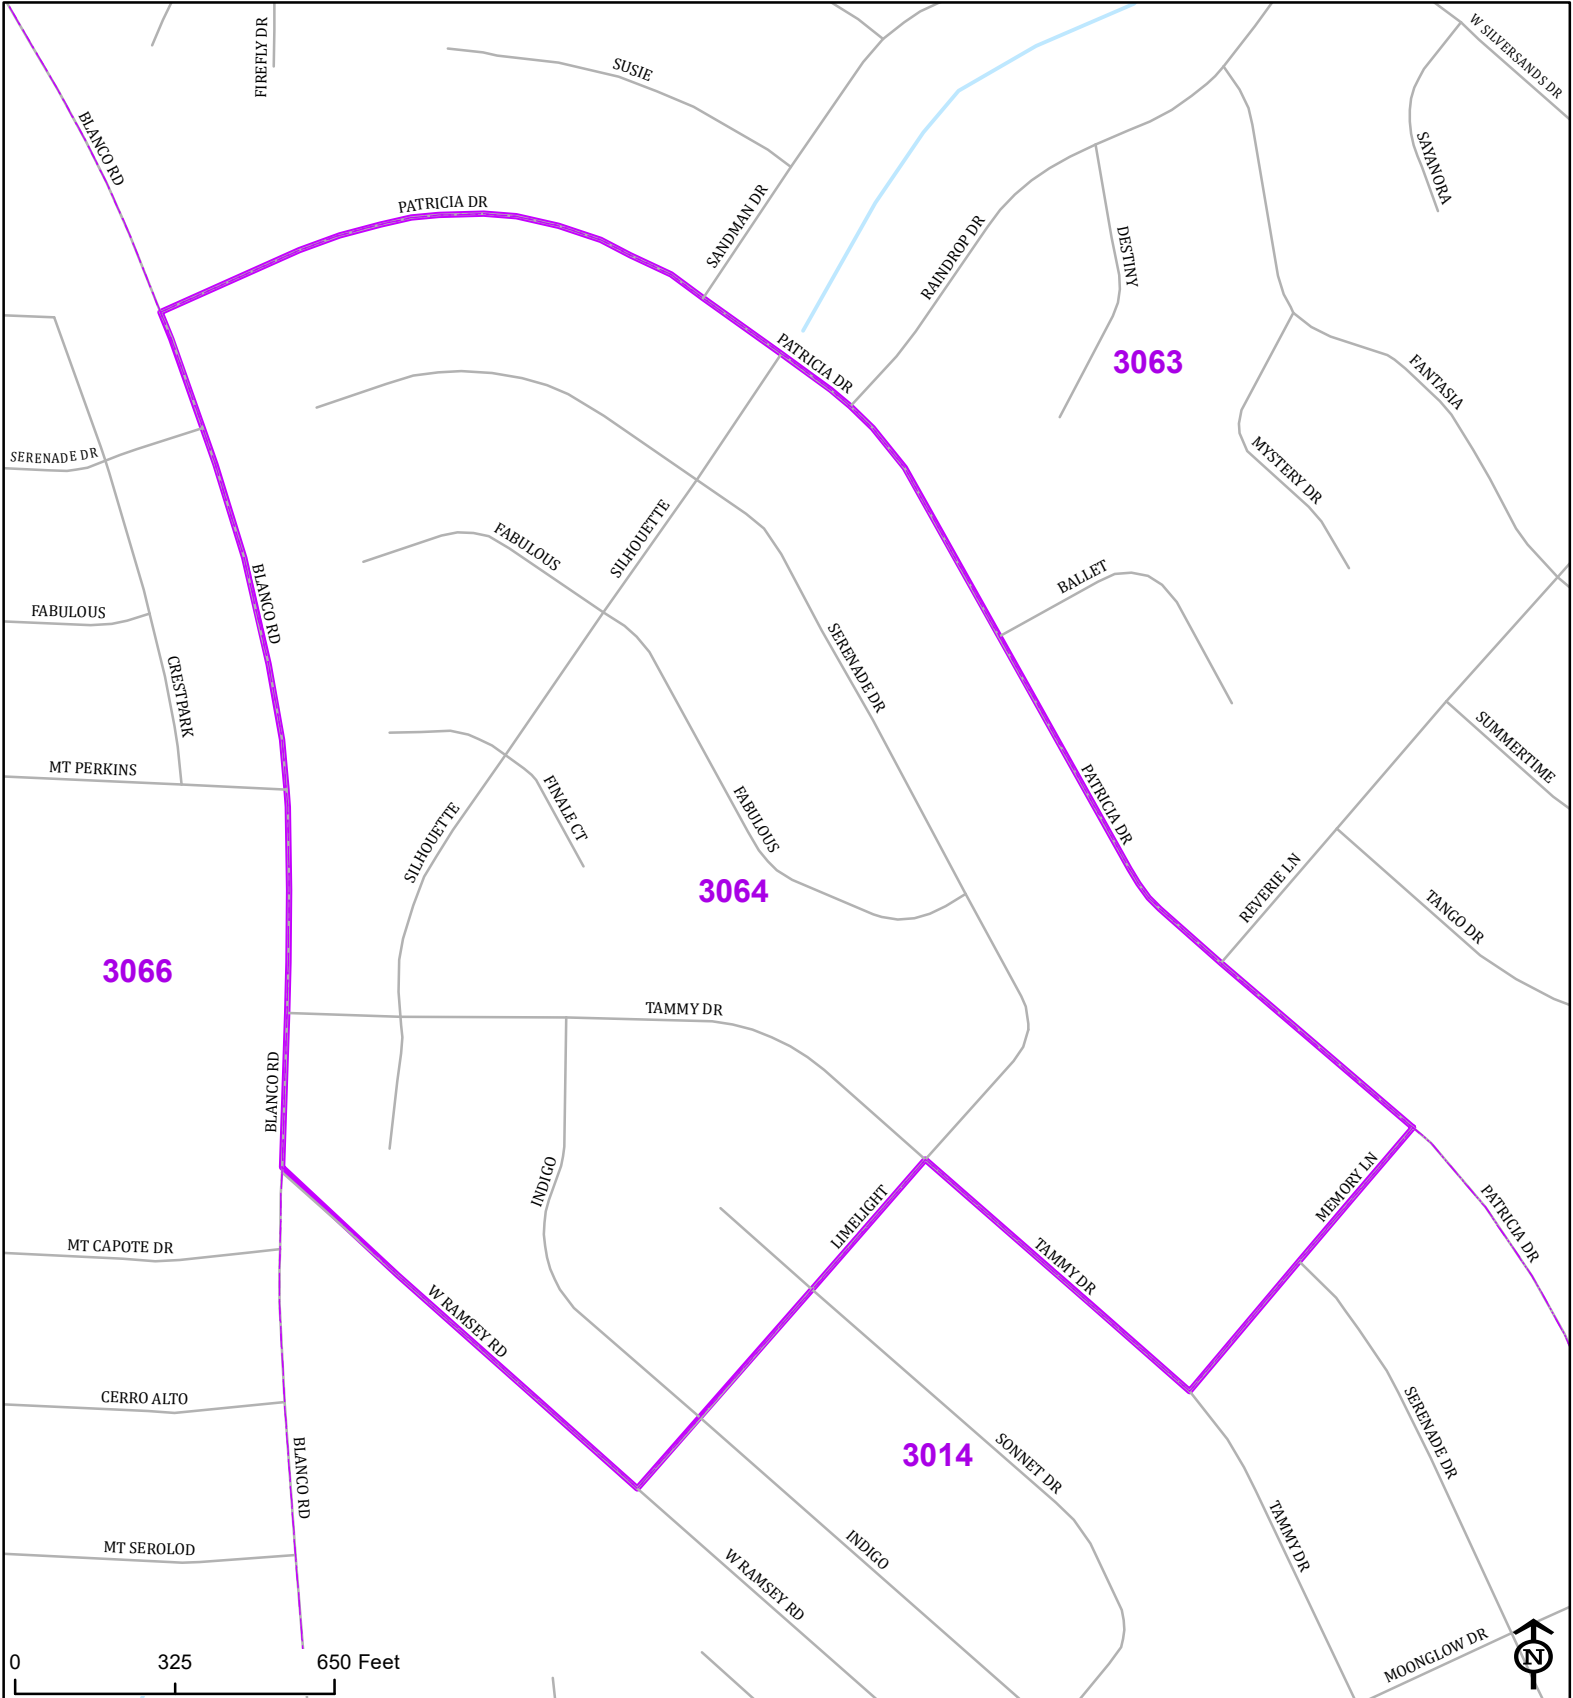 FIREFLY DR
SUSIE
W SILVERSANDS DR
BLANCO RD
SAYANORA
PATRICIA DR
SANDMAN DR
RAINDROP DR
DESTINY
PATRICIA DR
3063
FANTASIA
SERENADE DR
MYSTERY DR
FABULOUS
SILHOUETTE
BALLET
BLANCO RD
FABULOUS
SERENADE DR
CRESTPARK
SUMMERTIME
MT PERKINS
FINALE CT
FABULOUS
PATRICIA DR
SILHOUETTE
3064
REVERIE LN
TANGO DR
3066
TAMMY DR
BLANCO RD
INDIGO
LIMELIGHT
MEMORY LN
PATRICIA DR
MT CAPOTE DR
TAMMY DR
W RAMSEY RD
CERRO ALTO
SERENADE DR
3014
SONNET DR
BLANCO RD
MT SEROLOD
INDIGO
TAMMY DR
W RAMSEY RD
MOONGLOW DR
0 325 650 Feet
N